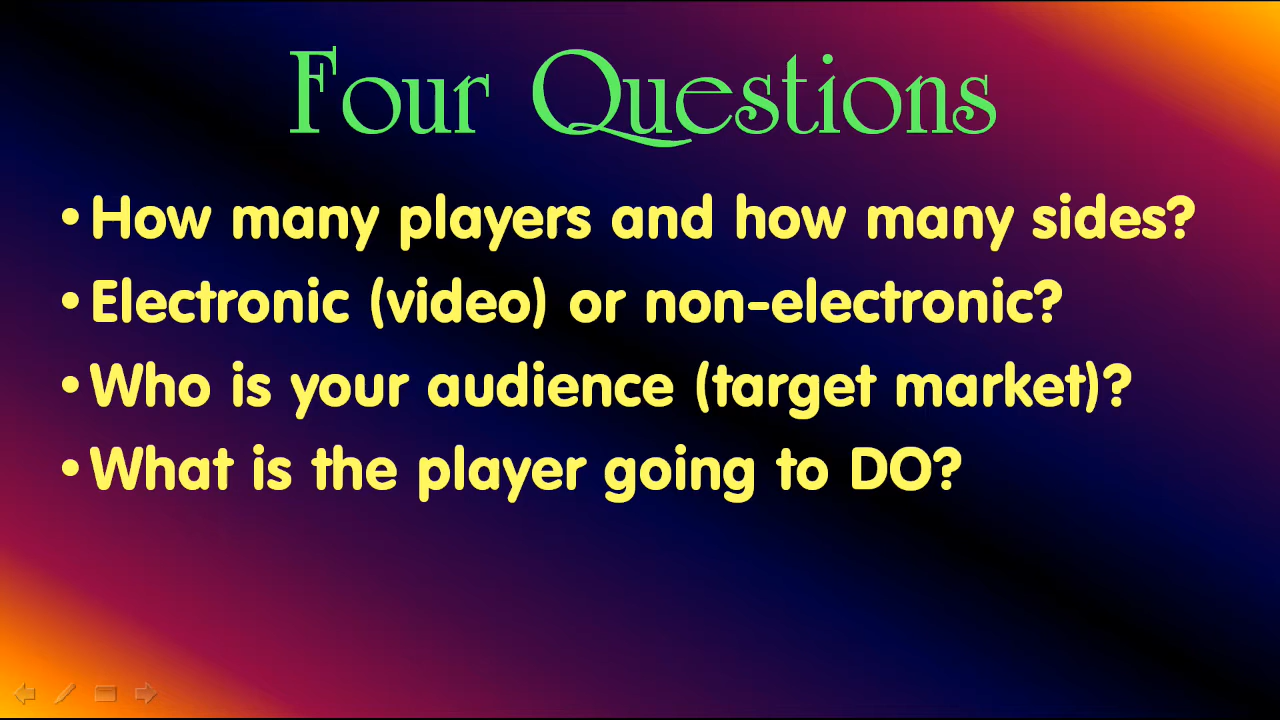 Four Questions
• How many players and how many sides?
• Electronic (video) or non-electronic?
• Who is your audience (target market)?
• What is the player going to DO?